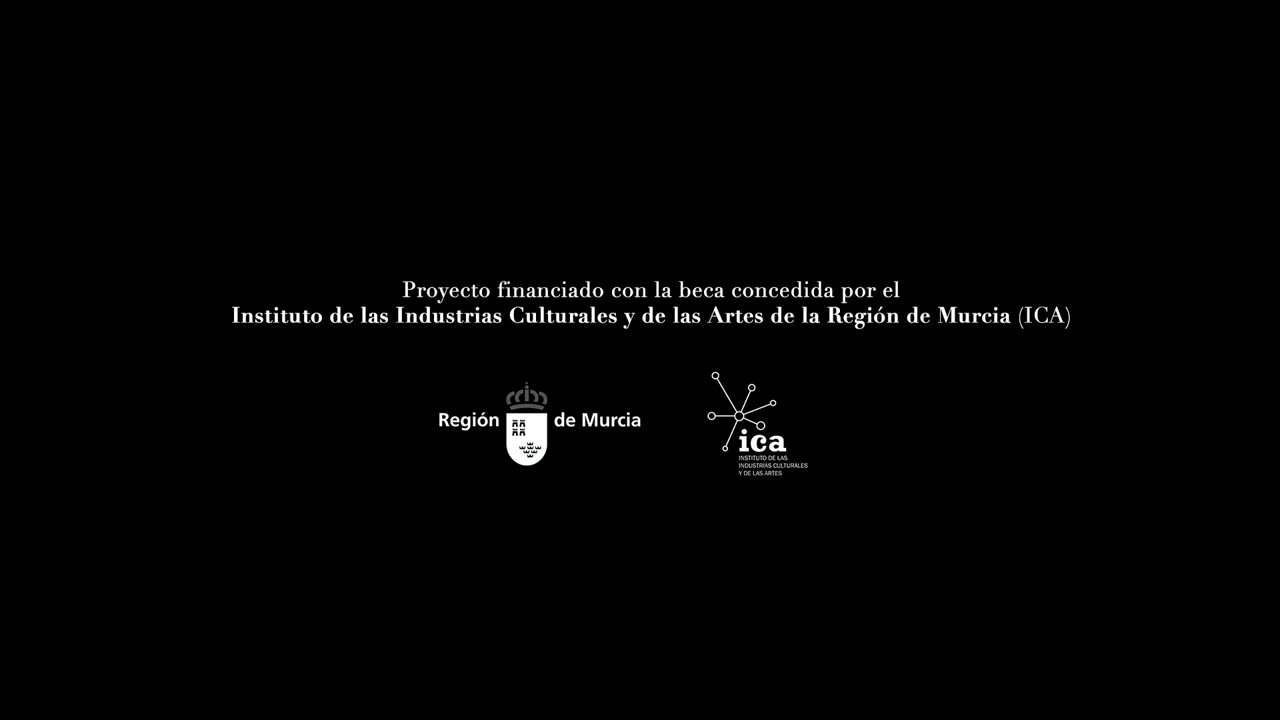 Proyecto financiado con la beca concedida por el
Instituto de las Industrias Culturales y de las Artes de la Región de Murcia (ICA)
Región de Murcia
ica
INSTITUTO DE LAS
INDUSTRIAS CULTURALES
Y DE LAS ARTES